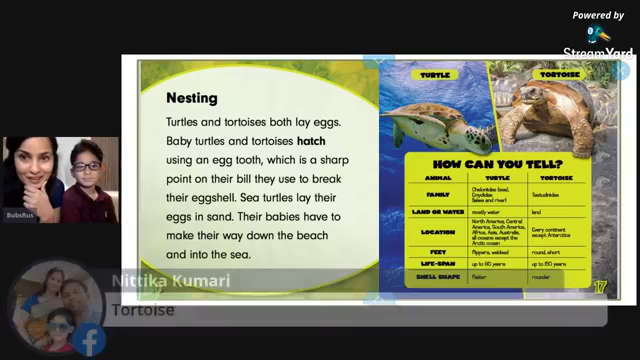 Powered by
StreamYard
Nesting
Turtles and tortoises both lay eggs.
Baby turtles and tortoises hatch
using an egg tooth, which is a sharp
point on their bill they use to break
their eggshell. Sea turtles lay their
eggs in sand. Their babies have to
make their way down the beach
and into the sea.
TURTLE
TORTOISE
HOW CAN YOU TELL?
ANIMAL TURTLE TORTOISE
FAMILY
Cheloniidae (sea),
Emydidae
(lakes and river)
Testudinidae
LAND OR WATER mostly water land
LOCATION
North America, Central
America, South America,
Africa, Asia, Australia,
all oceans except the
Arctic ocean
Every continent
except Antarctica
FEET flippers, webbed round, short
LIFE-SPAN up to 80 years up to 150 years
SHELL SHAPE flatter rounder
17
BubsRus
Nittika Kumari
Tortoise